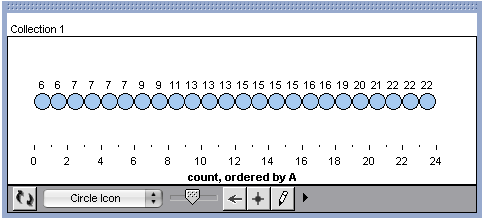 Collection 1
6 6 7 7 7 7 9 9 11 13 13 13 15 15 15 15 16 16 19 20 21 22 22 22
0 2 4 6 8 10 12 14 16 18 20 22 24
count, ordered by A
Circle Icon